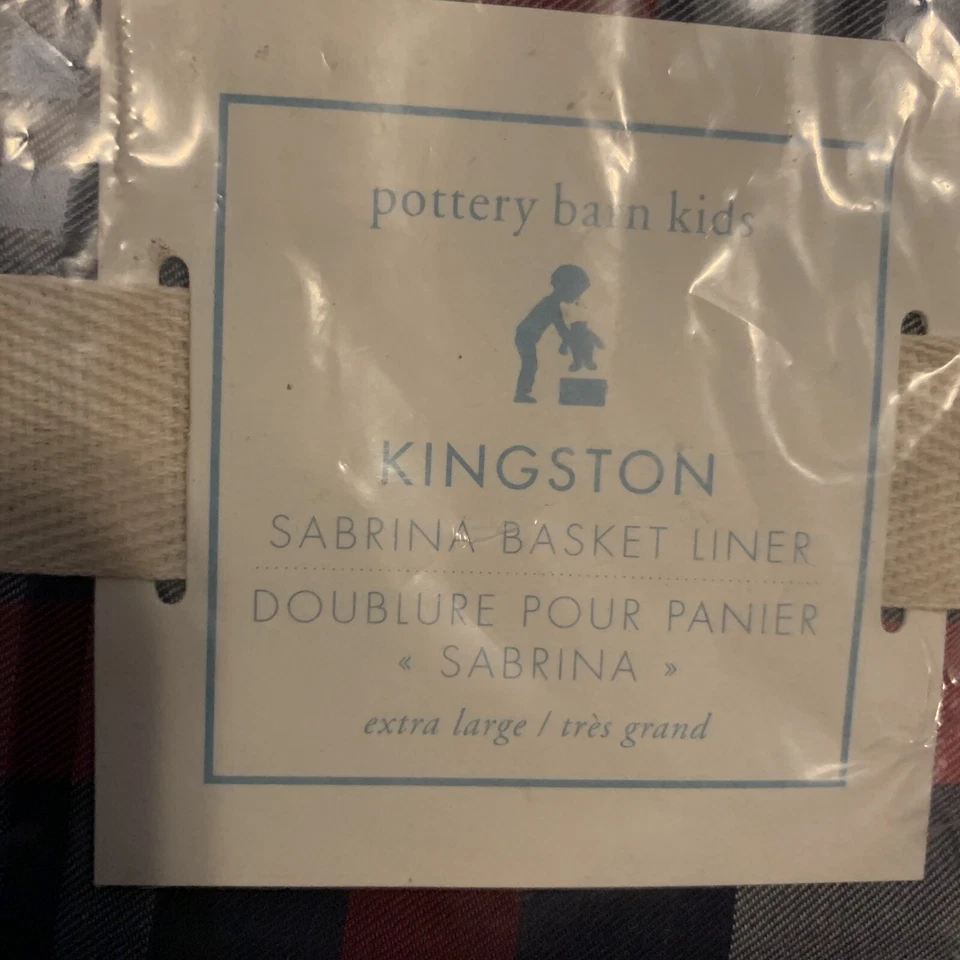 pottery barn kids
KINGSTON
SABRINA BASKET LINER
DOUBLURE POUR PANIER
« SABRINA »
extra large / très grand